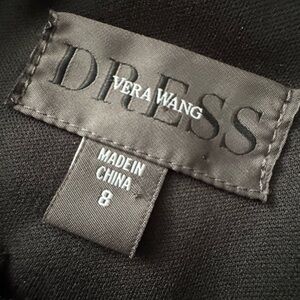 DRESS
VERA WANG
MADE IN
CHINA
8